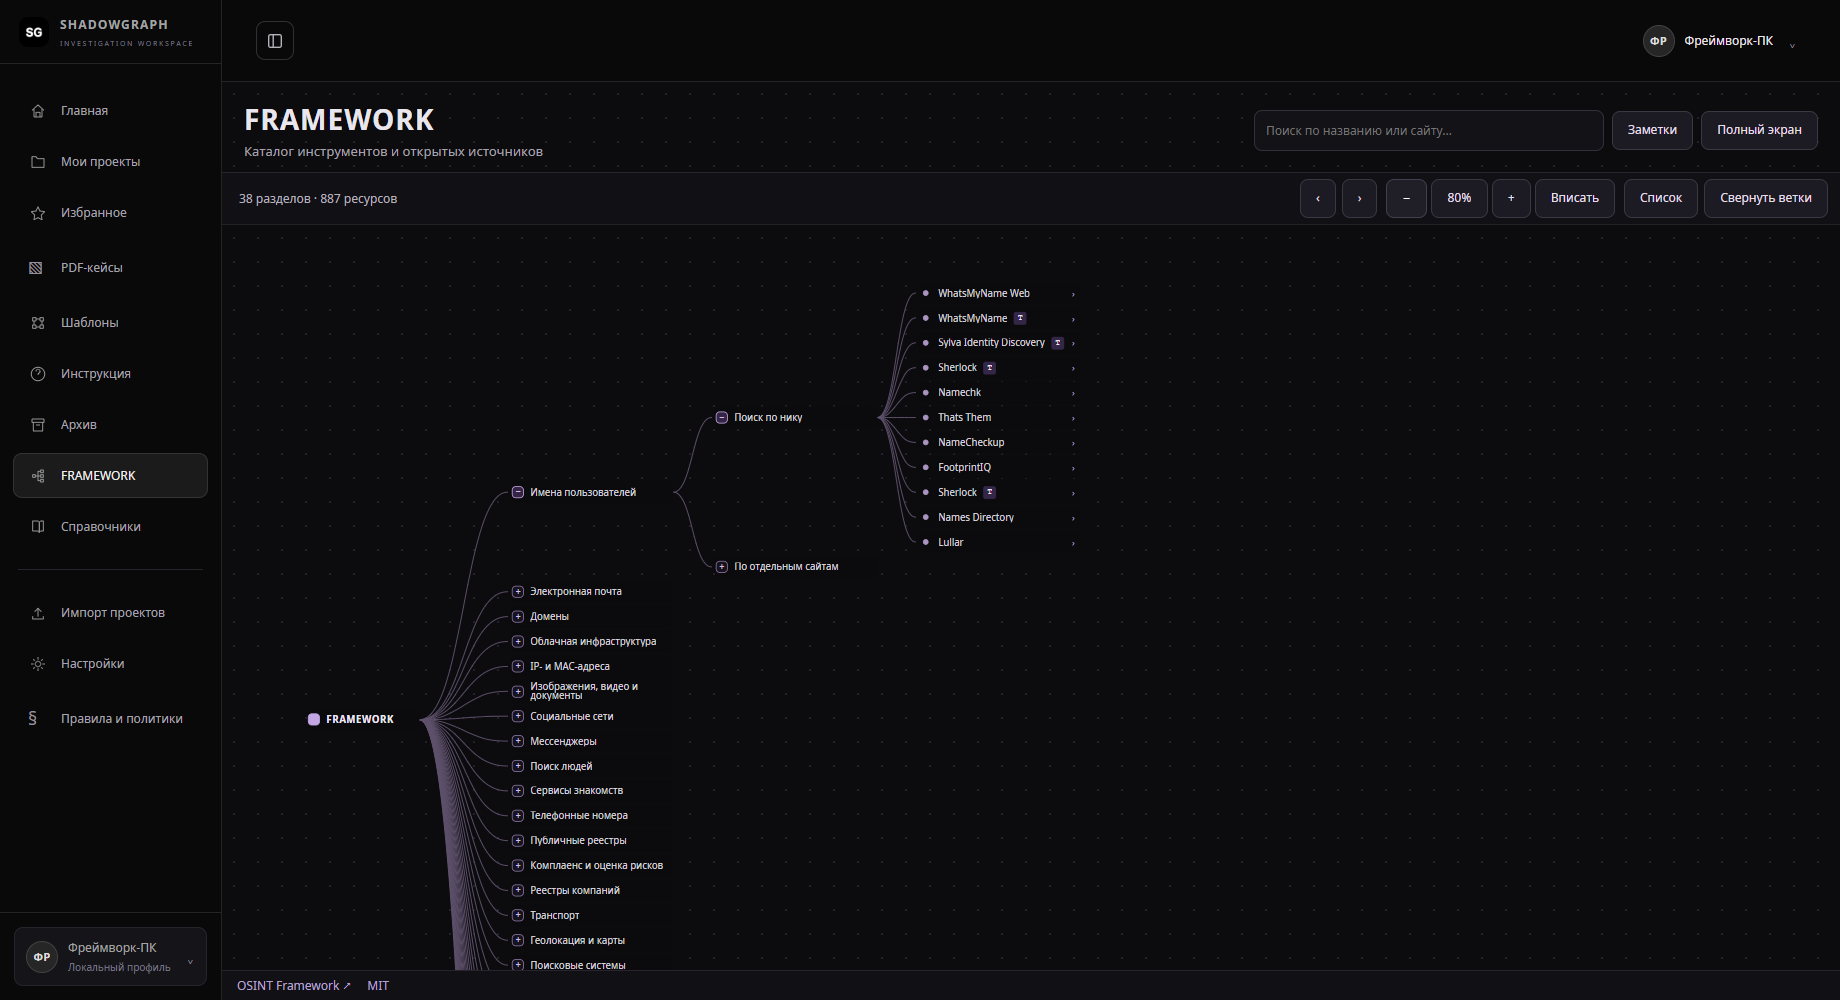 SG
SHADOWGRAPH
INVESTIGATION WORKSPACE
Главная
Мои проекты
Избранное
PDF-кейсы
Шаблоны
Инструкция
Архив
FRAMEWORK
Справочники
Импорт проектов
Настройки
§ Правила и политики
ФР
Фреймворк-ПК
Локальный профиль
ФР Фреймворк-ПК
FRAMEWORK
Каталог инструментов и открытых источников
Поиск по названию или сайту...
Заметки
Полный экран
38 разделов · 887 ресурсов
‹ › − 80% + Вписать Список Свернуть ветки
FRAMEWORK
Имена пользователей
Поиск по нику
WhatsMyName Web ›
WhatsMyName T ›
Sylva Identity Discovery T ›
Sherlock T ›
Namechk ›
Thats Them ›
NameCheckup ›
FootprintIQ ›
Sherlock T ›
Names Directory ›
Lullar ›
По отдельным сайтам
Электронная почта
Домены
Облачная инфраструктура
IP- и MAC-адреса
Изображения, видео и
документы
Социальные сети
Мессенджеры
Поиск людей
Сервисы знакомств
Телефонные номера
Публичные реестры
Комплаенс и оценка рисков
Реестры компаний
Транспорт
Геолокация и карты
Поисковые системы
OSINT Framework ↗ MIT